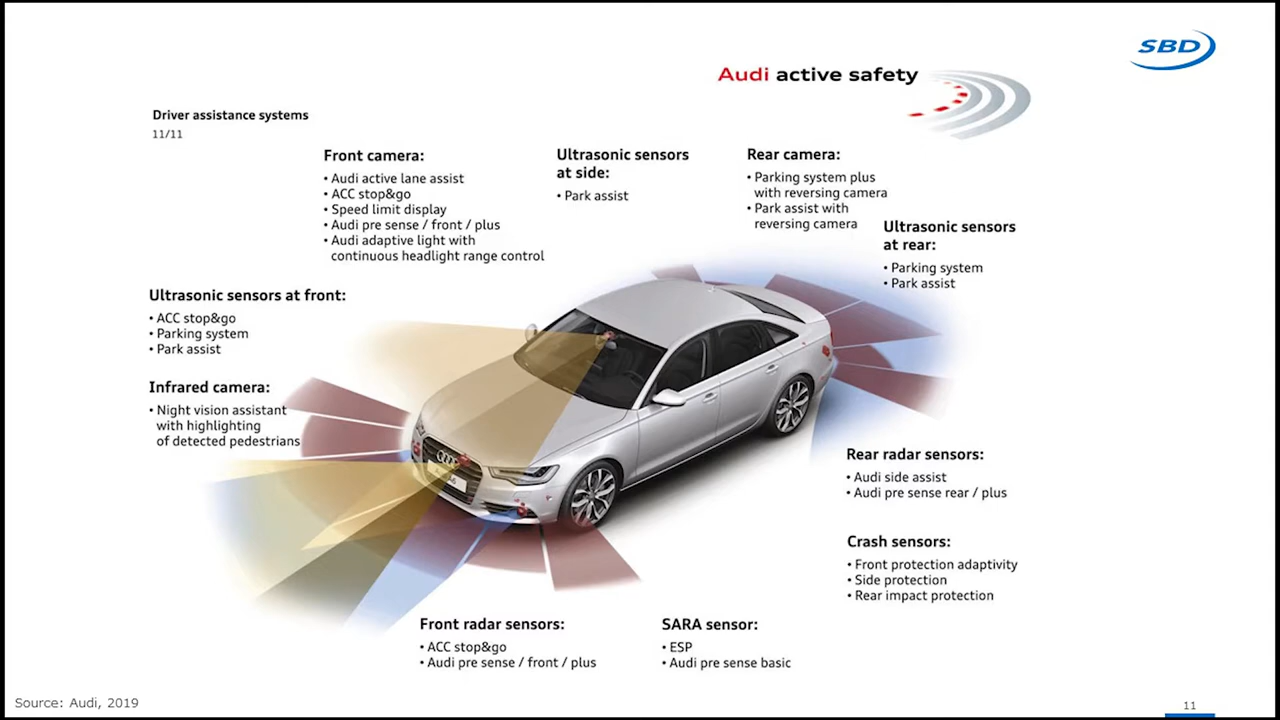 SBD
Audi active safety
Driver assistance systems
11/11
Front camera:
• Audi active lane assist
• ACC stop&go
• Speed limit display
• Audi pre sense / front / plus
• Audi adaptive light with
continuous headlight range control
Ultrasonic sensors
at side:
• Park assist
Rear camera:
• Parking system plus
with reversing camera
• Park assist with
reversing camera
Ultrasonic sensors
at rear:
• Parking system
• Park assist
Ultrasonic sensors at front:
• ACC stop&go
• Parking system
• Park assist
Infrared camera:
• Night vision assistant
with highlighting
of detected pedestrians
Rear radar sensors:
• Audi side assist
• Audi pre sense rear / plus
Crash sensors:
• Front protection adaptivity
• Side protection
• Rear impact protection
Front radar sensors:
• ACC stop&go
• Audi pre sense / front / plus
SARA sensor:
• ESP
• Audi pre sense basic
Source: Audi, 2019
11